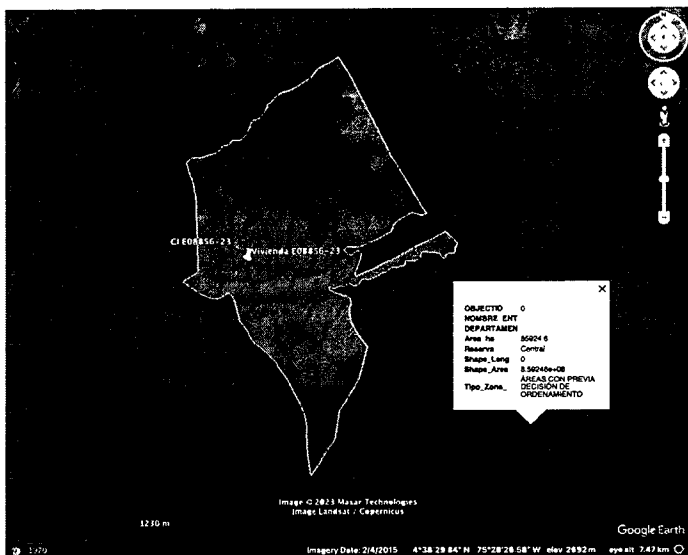 N
CI E08856-23
Vivienda E08856-23
OBJECTID 0
NOMBRE_ENT
DEPARTAMEN
Area_ha 85924.6
Reserva Central
Shape_Leng 0
Shape_Area 8.59246e+08
Tipo_Zona_ ÁREAS CON PREVIA DECISIÓN DE ORDENAMIENTO
Image © 2023 Maxar Technologies
Image Landsat / Copernicus
1230 m
Google Earth
1970
Imagery Date: 2/4/2015 4°38'29.84" N 75°28'26.58" W elev 2692 m eye alt 7.47 km